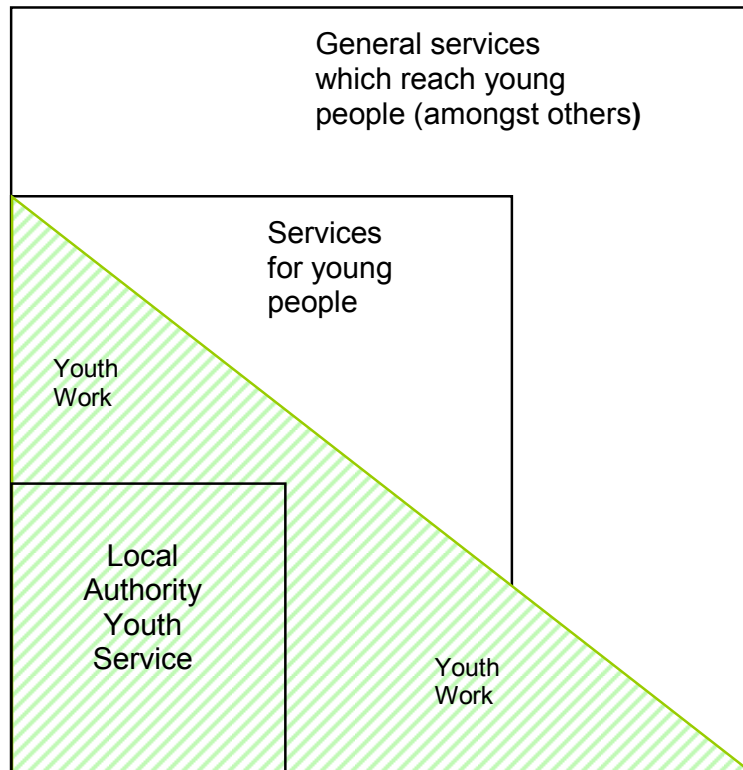 General services
which reach young
people (amongst others)
Services
for young
people
Youth
Work
Local
Authority
Youth
Service
Youth
Work